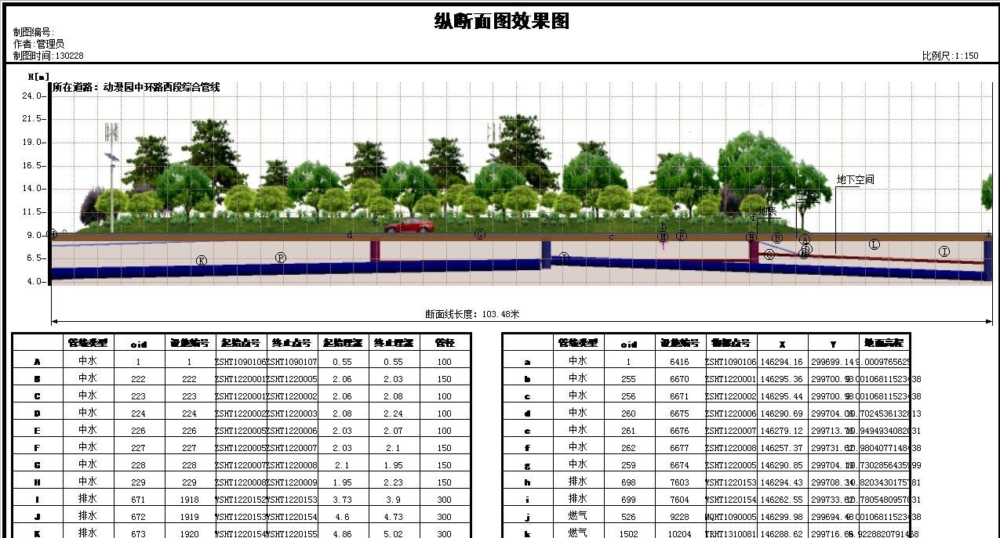 纵断面图效果图
制图编号:
作者:管理员
制图时间:130228
比例尺:1:150
H[m]
所在道路: 动漫园中环路西段综合管线
24.0
21.5
19.0
16.5
14.0
11.5
9.0
6.5
4.0
地下空间
地表
g
d
G
c
h
M
F
f
B
B
A
L
I
K
P
Q
i
断面线长度: 103.48米
管线类型 oid 设施编号 起始点号 终止点号 起始埋深 终止埋深 管径
A 中水 1 1 ZSHT1090106 ZSHT1090107 0.55 0.55 100
B 中水 222 222 ZSHT1220001 ZSHT1220005 2.06 2.03 150
C 中水 223 223 ZSHT1220001 ZSHT1220002 2.06 2.08 100
D 中水 224 224 ZSHT1220002 ZSHT1220003 2.08 2.24 100
E 中水 226 226 ZSHT1220005 ZSHT1220006 2.03 2.07 100
F 中水 227 227 ZSHT1220005 ZSHT1220007 2.03 2.1 150
G 中水 228 228 ZSHT1220007 ZSHT1220008 2.1 1.95 150
H 中水 229 229 ZSHT1220008 ZSHT1220009 1.95 2.23 150
I 排水 671 1918 WSHT1220152 WSHT1220153 3.73 3.9 300
J 排水 672 1919 WSHT1220153 WSHT1220154 4.6 4.73 300
K 排水 673 1920 WSHT1220154 WSHT1220155 4.86 5.02 300
管线类型 oid 设施编号 物探点号 X Y 地面高程
a 中水 1 6416 ZSHT1090106 146294.16 299699.14
b 中水 255 6670 ZSHT1220001 146295.36
c 中水 256 6671 ZSHT1220002 146295.44
d 中水 260 6675 ZSHT1220006 146290.69
e 中水 261 6676 ZSHT1220007 146279.12
f 中水 262 6677 ZSHT1220008 146257.37
g 中水 259 6674 ZSHT1220005 146290.85
h 排水 698 7603 WSHT1220153 146294.43
i 排水 699 7604 WSHT1220154 146262.55
j 燃气 526 9228 MQHT1090005 146299.98
k 燃气 1502 10204 TRHT1310081 146288.62